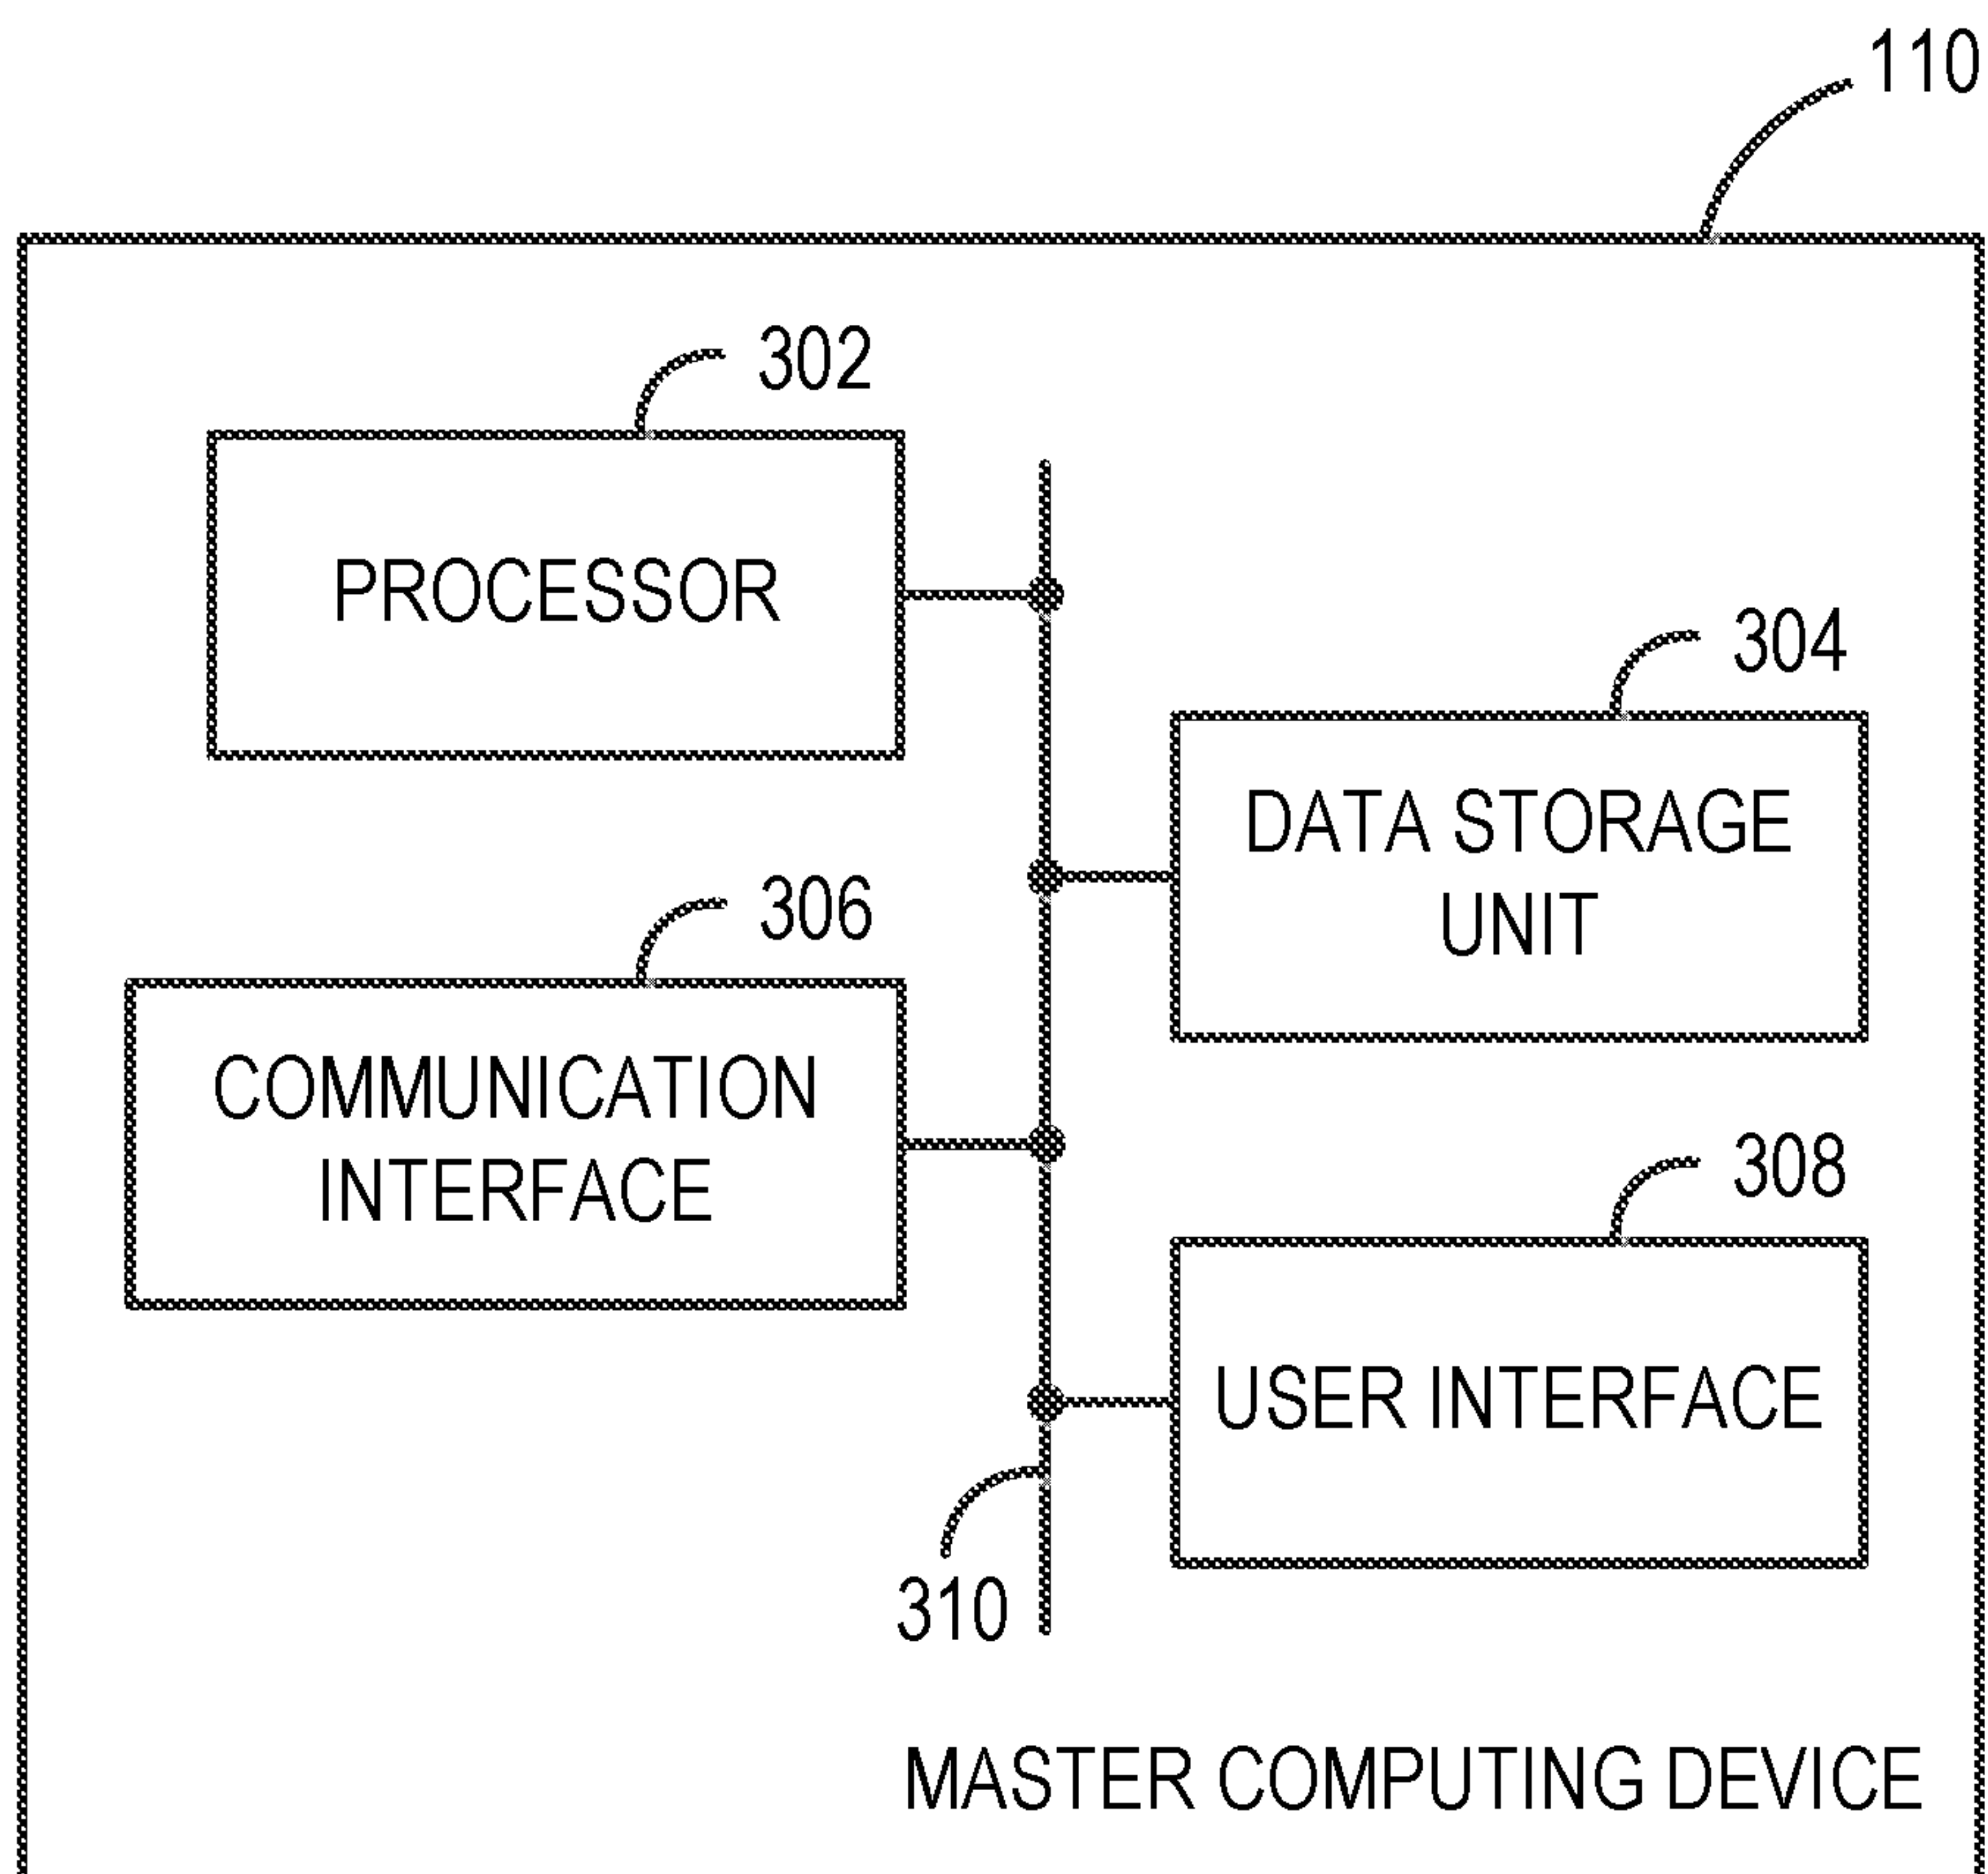 110
302
PROCESSOR
304
DATA STORAGE
UNIT
306
COMMUNICATION
INTERFACE
308
USER INTERFACE
310
MASTER COMPUTING DEVICE